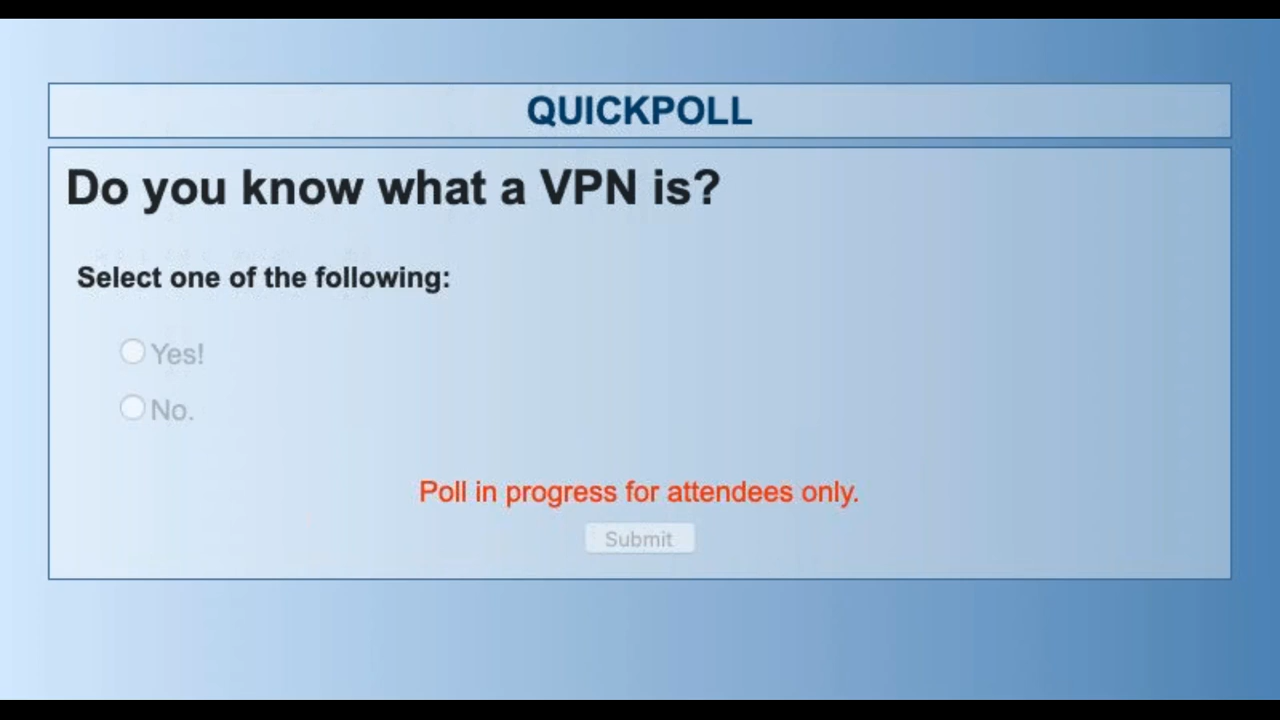 QUICKPOLL
Do you know what a VPN is?
Select one of the following:
Yes!
No.
Poll in progress for attendees only.
Submit